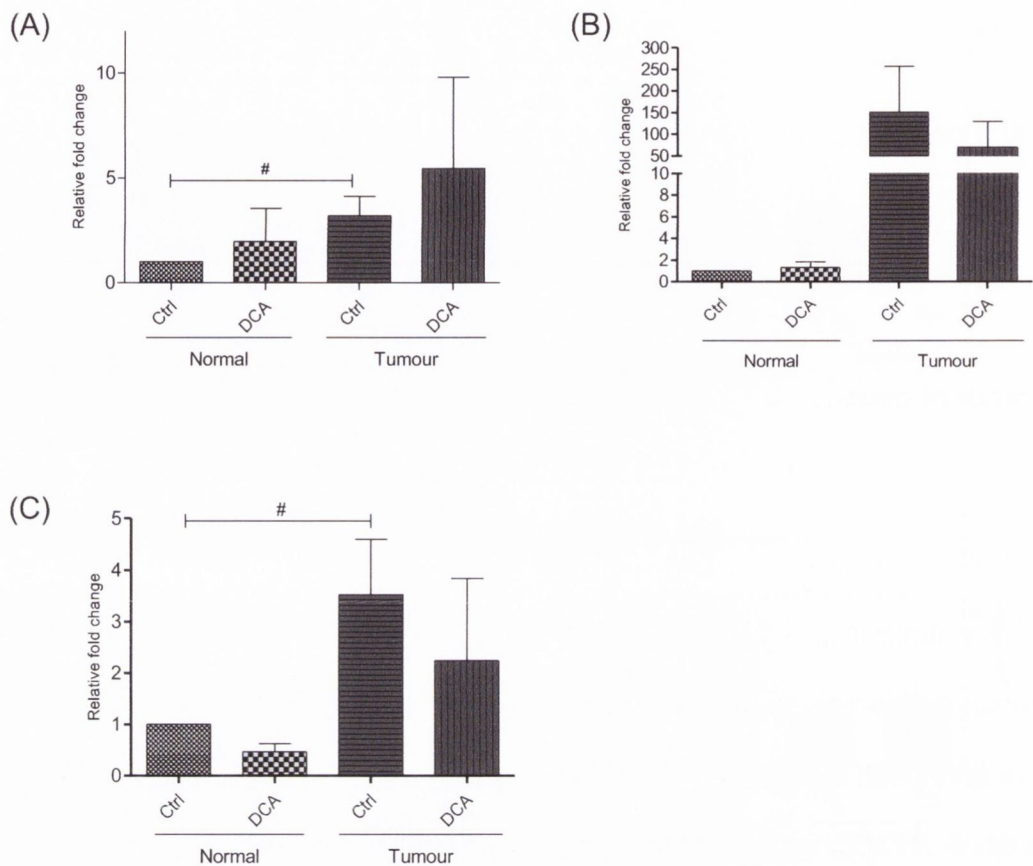 (A)
Relative fold change
10
5
0
#
Ctrl
DCA
Ctrl
DCA
Normal
Tumour
(B)
Relative fold change
300
250
200
150
100
50
10
8
6
4
2
0
Ctrl
DCA
Ctrl
DCA
Normal
Tumour
(C)
Relative fold change
5
4
3
2
1
0
#
Ctrl
DCA
Ctrl
DCA
Normal
Tumour